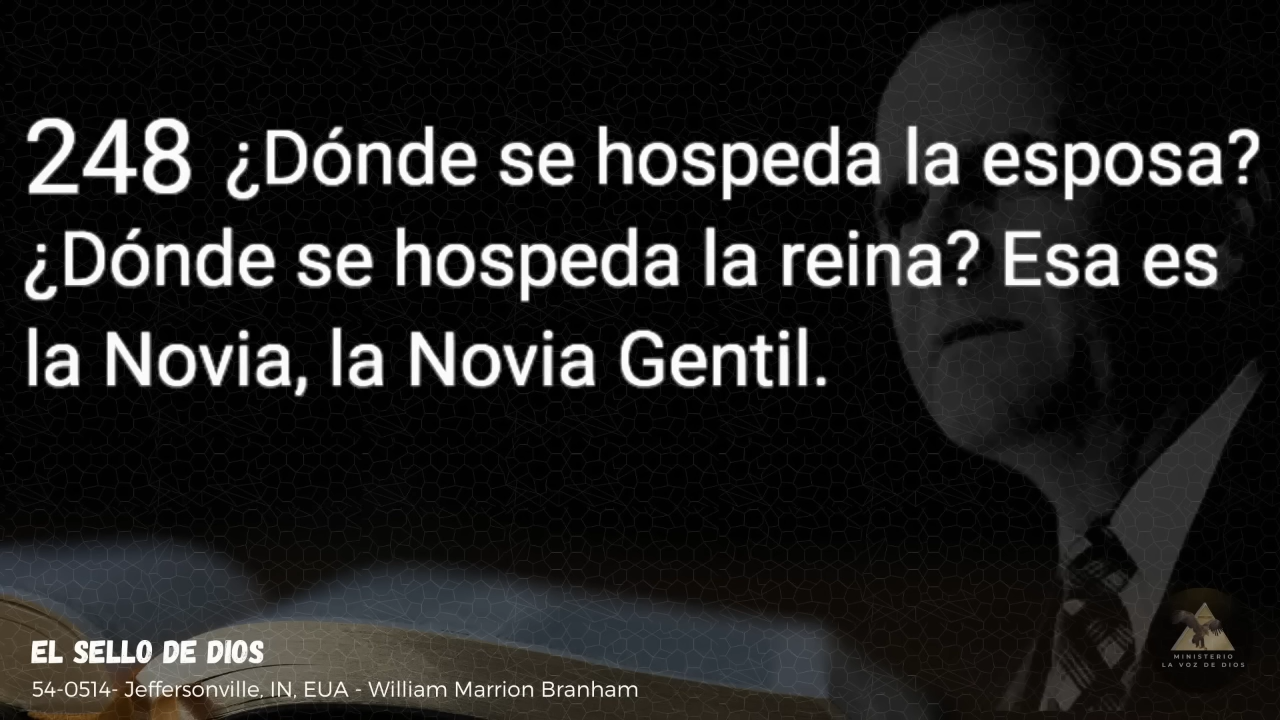 248 ¿Dónde se hospeda la esposa?
¿Dónde se hospeda la reina? Esa es
la Novia, la Novia Gentil.
EL SELLO DE DIOS
54-0514- Jeffersonville, IN, EUA - William Marrion Branham
MINISTERIO
LA VOZ DE DIOS